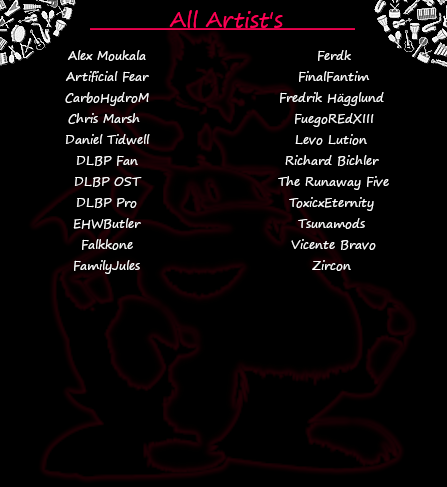 All Artist's
Alex Moukala
Artificial Fear
CarboHydroM
Chris Marsh
Daniel Tidwell
DLBP Fan
DLBP OST
DLBP Pro
EHWButler
Falkkone
FamilyJules
Ferdk
FinalFantim
Fredrik Hägglund
FuegoREdXIII
Levo Lution
Richard Bichler
The Runaway Five
ToxicxEternity
Tsunamods
Vicente Bravo
Zircon